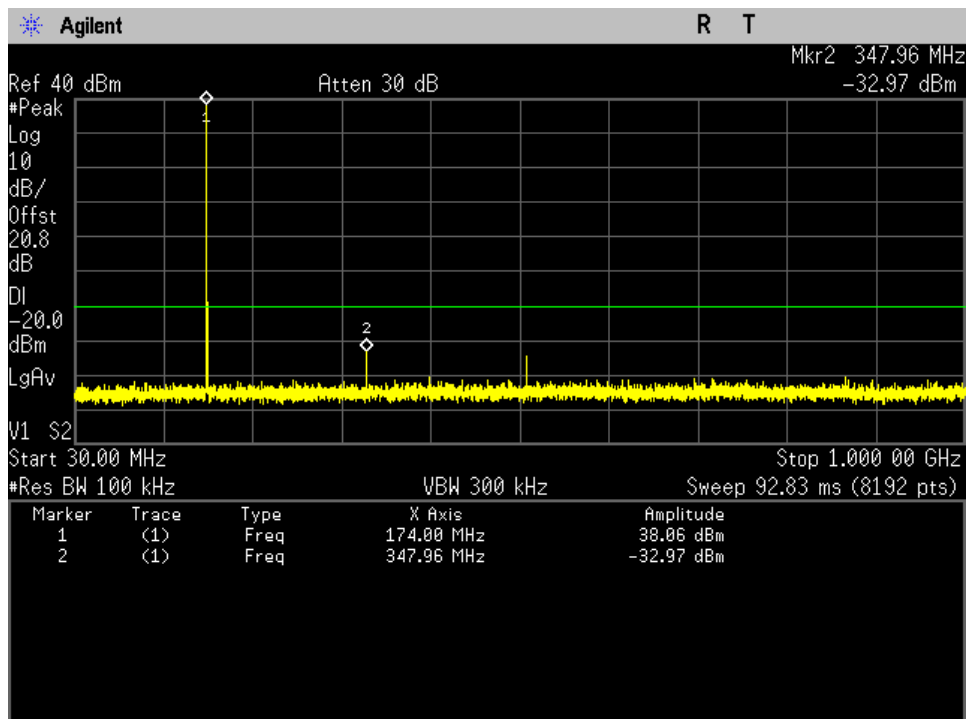 Agilent R T
Mkr2 347.96 MHz
Ref 40 dBm Atten 30 dB -32.97 dBm
#Peak
Log
10
dB/
Offst
20.8
dB
DI
-20.0
dBm
LgAv
V1 S2
1
2
Start 30.00 MHz Stop 1.000 00 GHz
#Res BW 100 kHz VBW 300 kHz Sweep 92.83 ms (8192 pts)
Marker Trace Type X Axis Amplitude
1 (1) Freq 174.00 MHz 38.06 dBm
2 (1) Freq 347.96 MHz -32.97 dBm